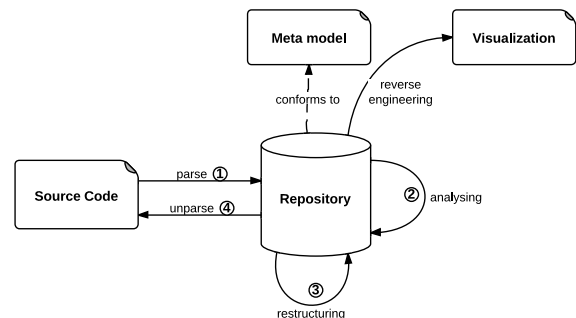 Meta model
Visualization
conforms to
reverse
engineering
parse ①
Source Code
Repository
② analysing
unparse ④
③
restructuring